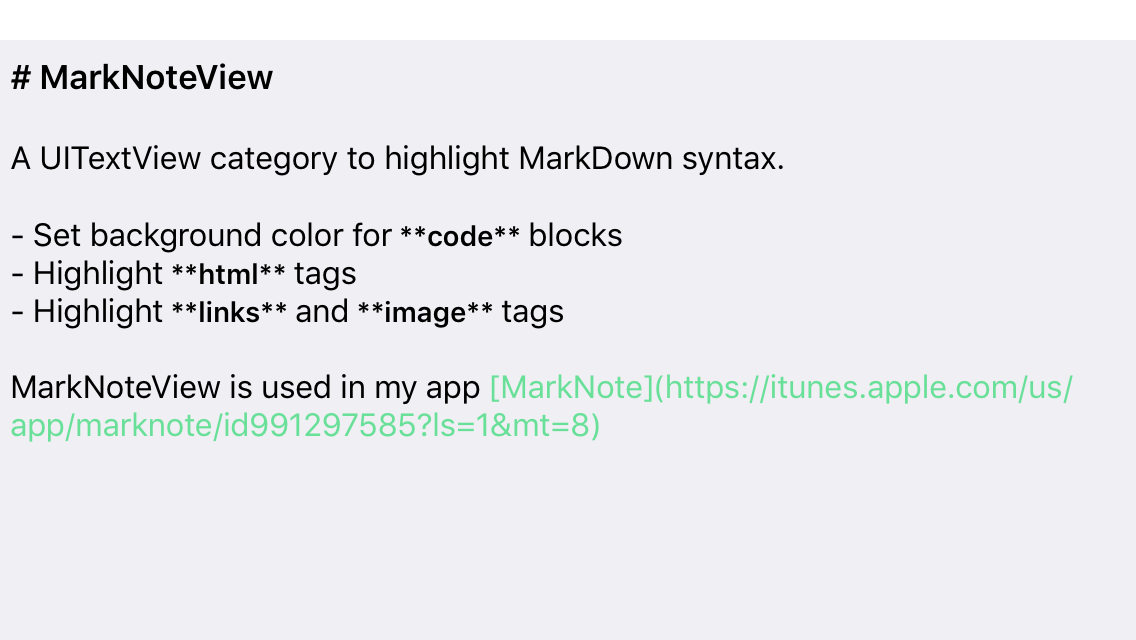 # MarkNoteView
A UITextView category to highlight MarkDown syntax.
- Set background color for **code** blocks
- Highlight **html** tags
- Highlight **links** and **image** tags
MarkNoteView is used in my app [MarkNote](https://itunes.apple.com/us/
app/marknote/id991297585?ls=1&mt=8)